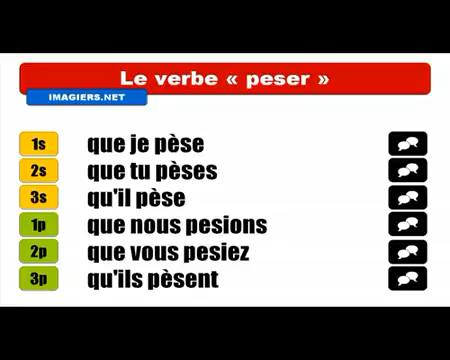 Le verbe « peser »
IMAGIERS.NET
1s que je pèse
2s que tu pèses
3s qu'il pèse
1p que nous pesions
2p que vous pesiez
3p qu'ils pèsent